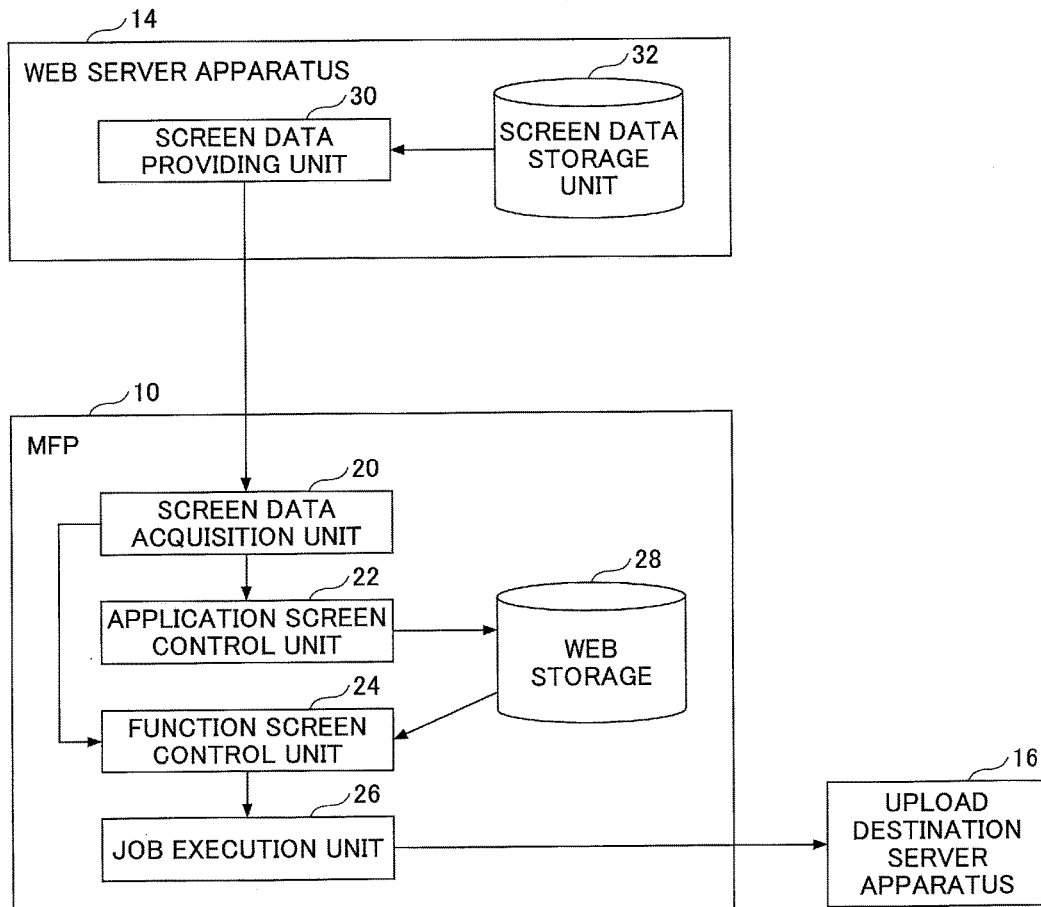 14
WEB SERVER APPARATUS
30
32
SCREEN DATA
PROVIDING UNIT
SCREEN DATA
STORAGE
UNIT
10
MFP
20
SCREEN DATA
ACQUISITION UNIT
22
28
APPLICATION SCREEN
CONTROL UNIT
WEB
STORAGE
24
FUNCTION SCREEN
CONTROL UNIT
26
JOB EXECUTION UNIT
16
UPLOAD
DESTINATION
SERVER
APPARATUS